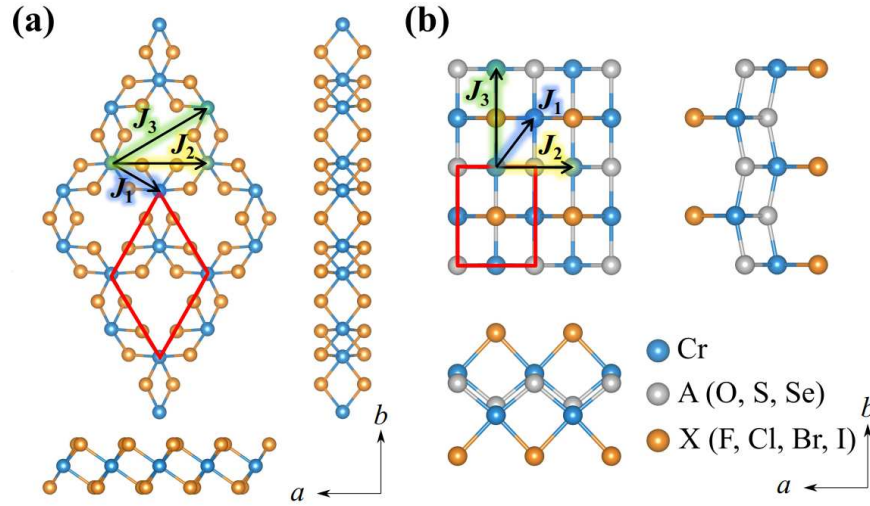 (a)
J3
J2
J1
b
a
(b)
J3
J1
J2
Cr
A (O, S, Se)
X (F, Cl, Br, I)
b
a